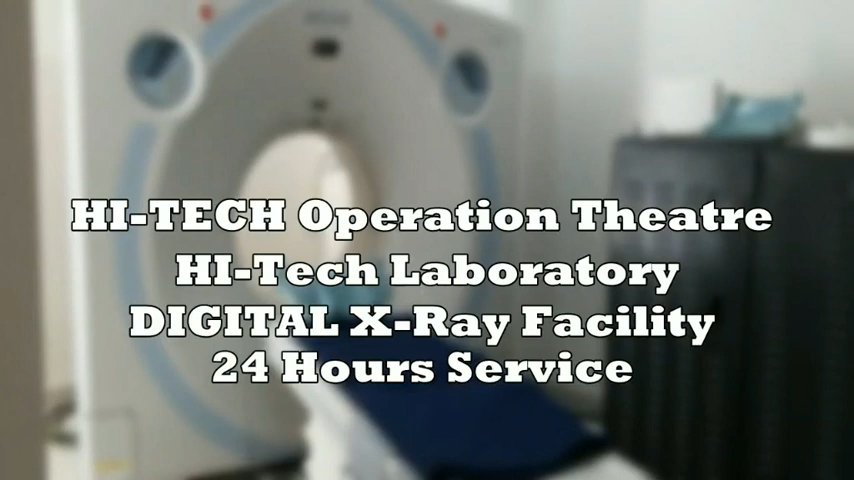 HI-TECH Operation Theatre
HI-Tech Laboratory
DIGITAL X-Ray Facility
24 Hours Service